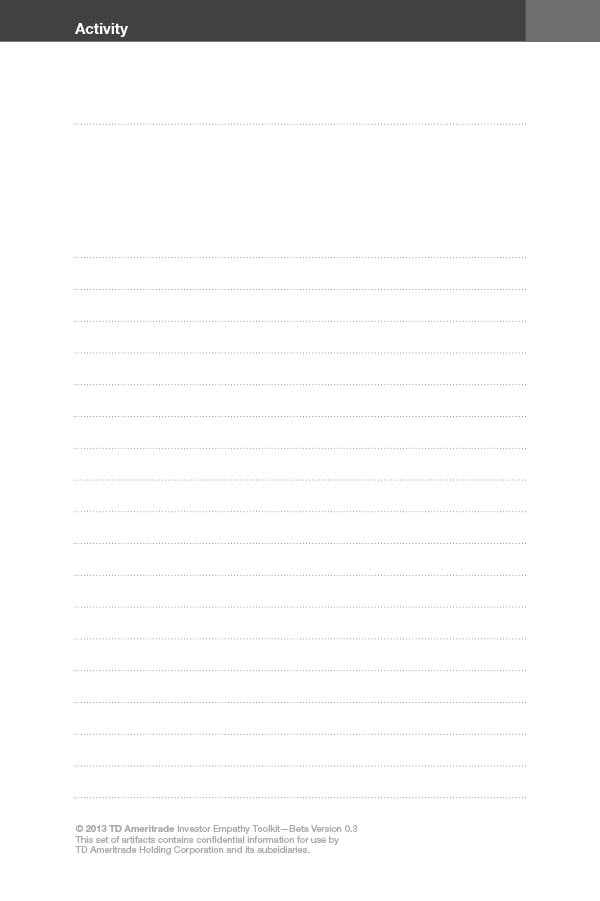 Activity
© 2013 TD Ameritrade Investor Empathy Toolkit—Beta Version 0.3
This set of artifacts contains confidential information for use by
TD Ameritrade Holding Corporation and its subsidiaries.